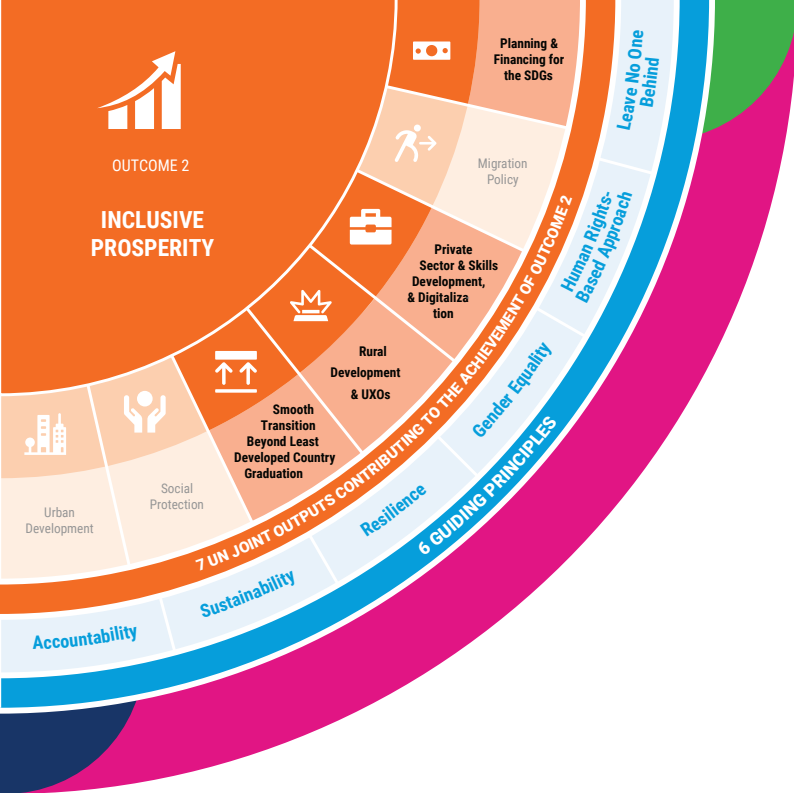 OUTCOME 2
INCLUSIVE
PROSPERITY
Planning &
Financing for
the SDGs
Migration
Policy
Private
Sector & Skills
Development,
& Digitaliza
tion
Rural
Development
& UXOs
Smooth
Transition
Beyond Least
Developed Country
Graduation
Social
Protection
Urban
Development
7 UN JOINT OUTPUTS CONTRIBUTING TO THE ACHIEVEMENT OF OUTCOME 2
Leave No One
Behind
Human Rights-
Based Approach
Gender Equality
Resilience
Sustainability
Accountability
6 GUIDING PRINCIPLES